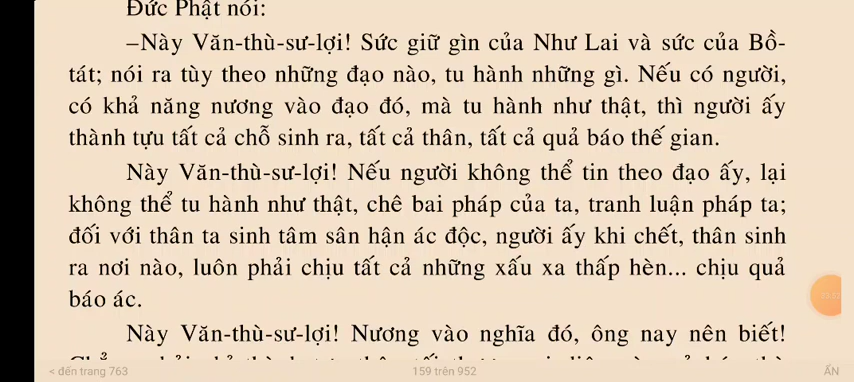 Đức Phật nói:
–Này Văn-thù-sư-lợi! Sức giữ gìn của Như Lai và sức của Bồ-
tát; nói ra tùy theo những đạo nào, tu hành những gì. Nếu có người,
có khả năng nương vào đạo đó, mà tu hành như thật, thì người ấy
thành tựu tất cả chỗ sinh ra, tất cả thân, tất cả quả báo thế gian.
Này Văn-thù-sư-lợi! Nếu người không thể tin theo đạo ấy, lại
không thể tu hành như thật, chê bai pháp của ta, tranh luận pháp ta;
đối với thân ta sinh tâm sân hận ác độc, người ấy khi chết, thân sinh
ra nơi nào, luôn phải chịu tất cả những xấu xa thấp hèn... chịu quả
báo ác.
Này Văn-thù-sư-lợi! Nương vào nghĩa đó, ông nay nên biết!
< đến trang 763
159 trên 952
ẨN